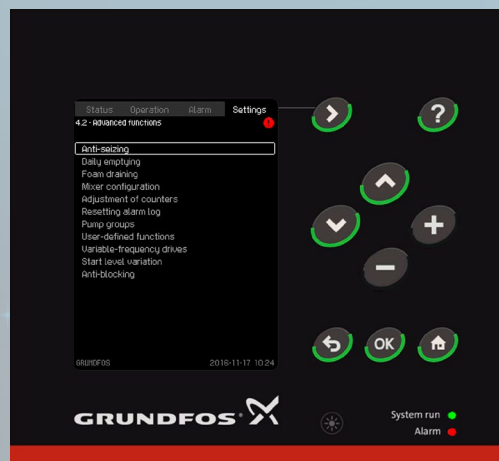 Status Operation Alarm Settings
4.2 - Advanced functions
!
?
Anti-seizing
Daily emptying
Foam draining
Mixer configuration
Adjustment of counters
Resetting alarm log
Pump groups
User-defined functions
Variable-frequency drives
Start level variation
Anti-blocking
GRUNDFOS 2016-11-17 10:24
OK
GRUNDFOS
System run
Alarm